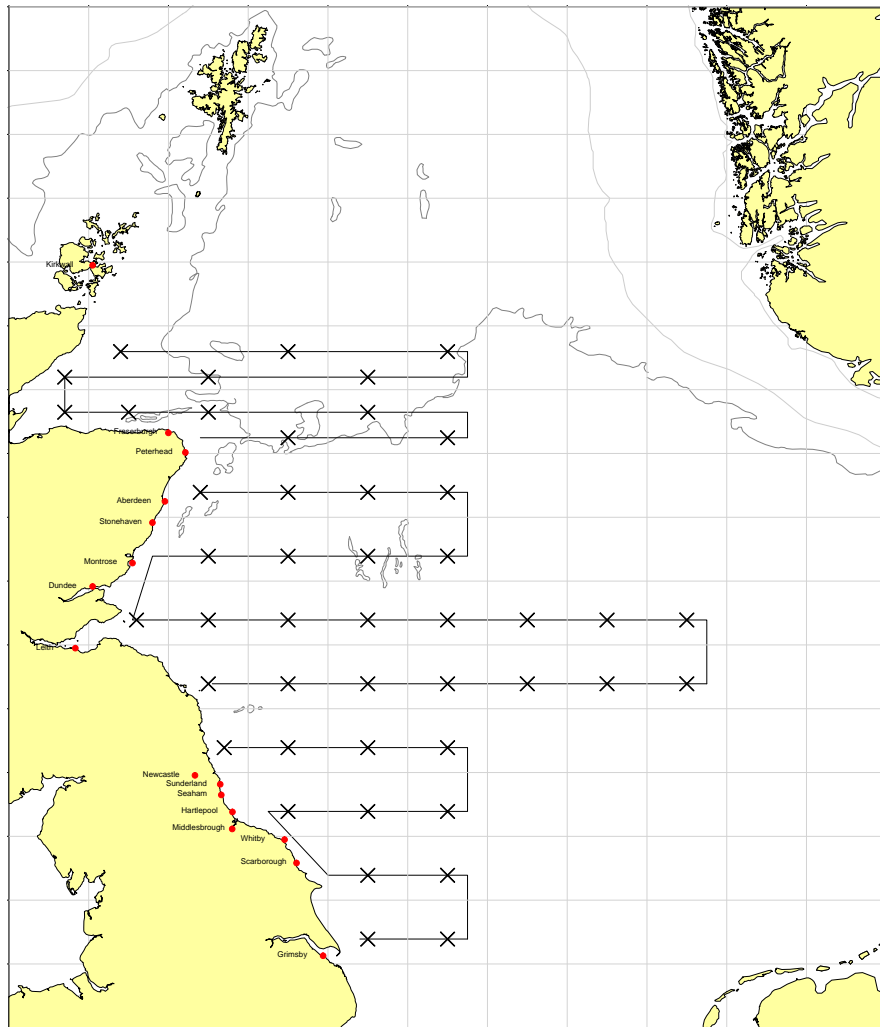 Kirkwall
Fraserburgh
Peterhead
Aberdeen
Stonehaven
Montrose
Dundee
Leith
Newcastle
Sunderland
Seaham
Hartlepool
Middlesbrough
Whitby
Scarborough
Grimsby